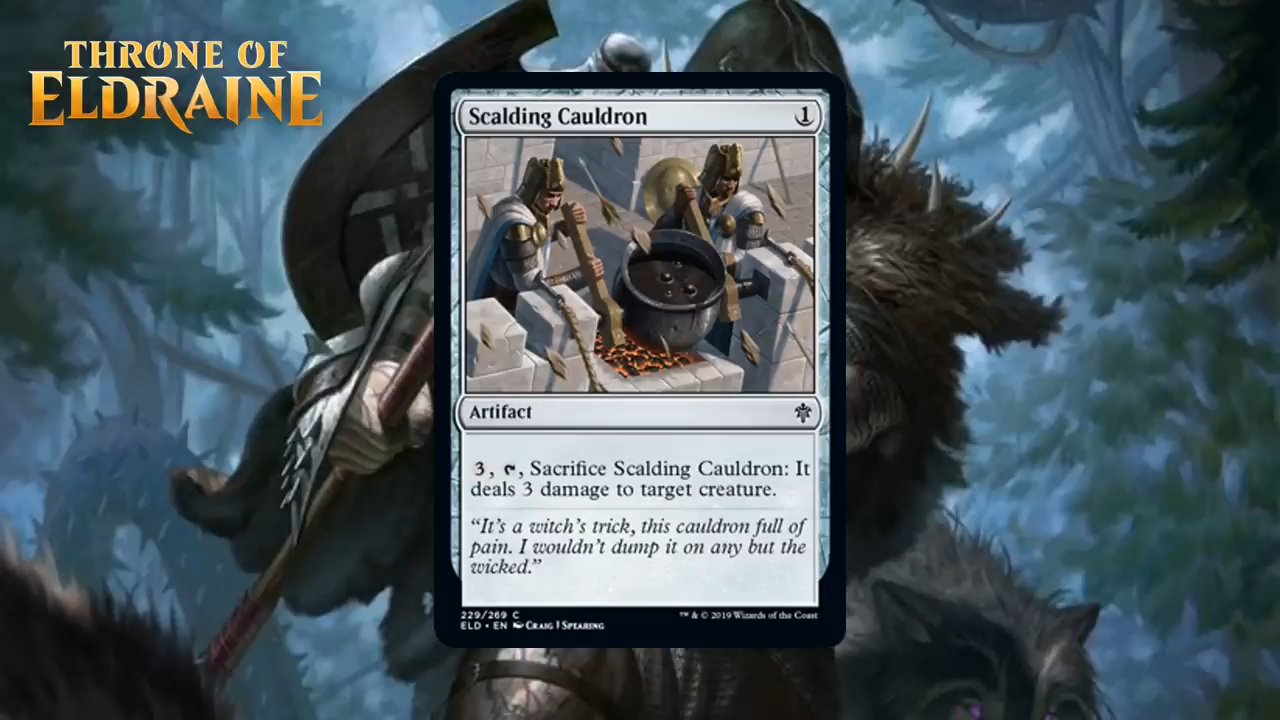 THRONE OF
ELDRAINE
Scalding Cauldron 1
Artifact
3, , Sacrifice Scalding Cauldron: It
deals 3 damage to target creature.
“It’s a witch’s trick, this cauldron full of
pain. I wouldn’t dump it on any but the
wicked.”
229/269 C ™ & © 2019 Wizards of the Coast
ELD • EN Craig J Spearing